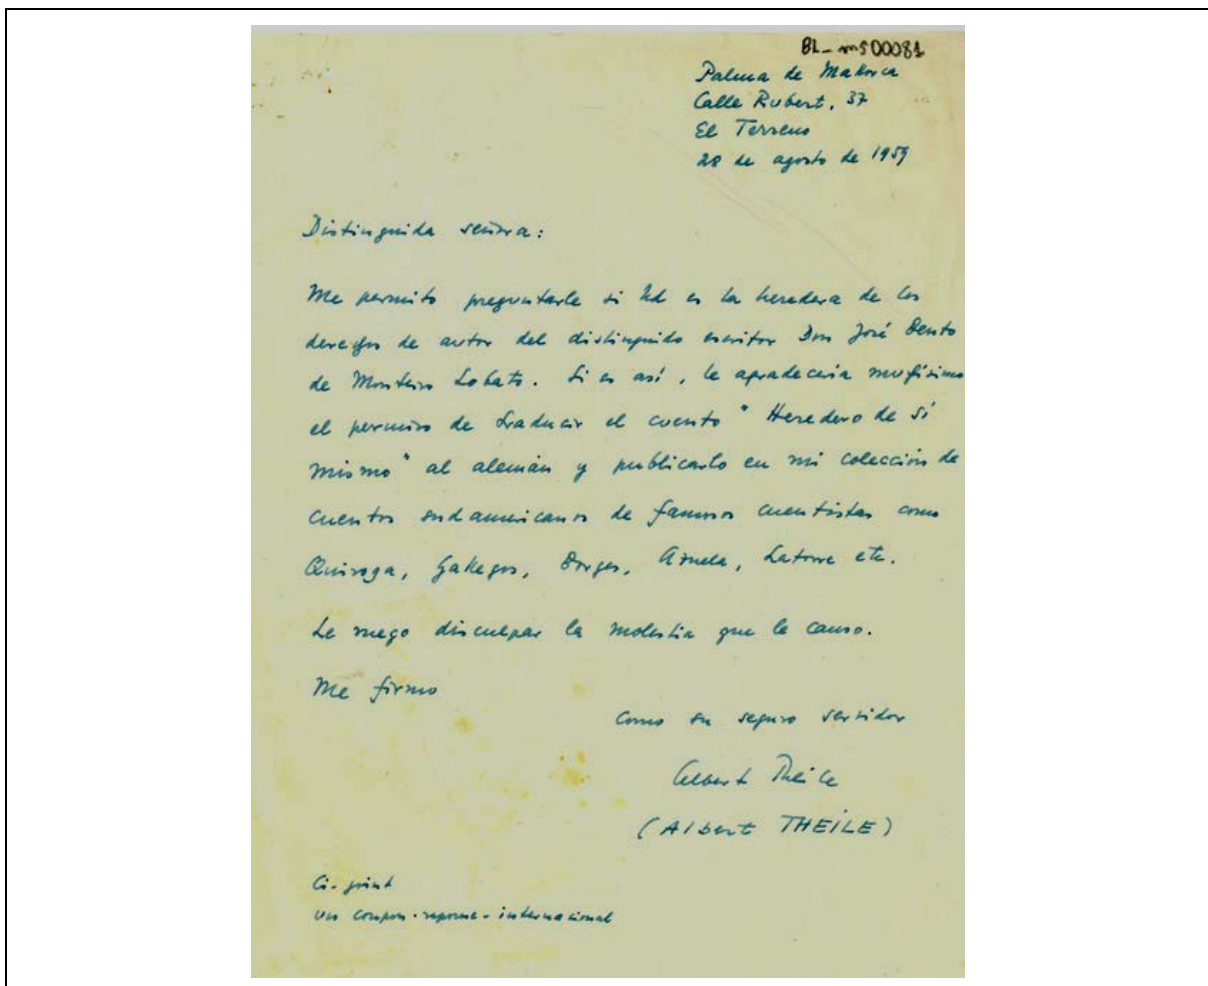 BL_ms00081
Palma de Mallorca
Calle Robert, 37
El Terreno
28 de agosto de 1959
Distinguida señora:
Me permito preguntarle si Ud es la heredera de los
derechos de autor del distinguido escritor Don José Bento
de Monteiro Lobato. Si es así, le agradecería muchísimo
el permiso de traducir el cuento "Heredero de sí
mismo" al alemán y publicarlo en mi colección de
cuentos sudamericanos de famosos cuentistas como
Quiroga, Gallegos, Borges, Azuela, Latorre etc.
Le ruego disculpar la molestia que le causo.
Me firmo
como su seguro servidor
Albert Theile
(Albert THEILE)
Ci-joint
un coupon-reponse-internacional